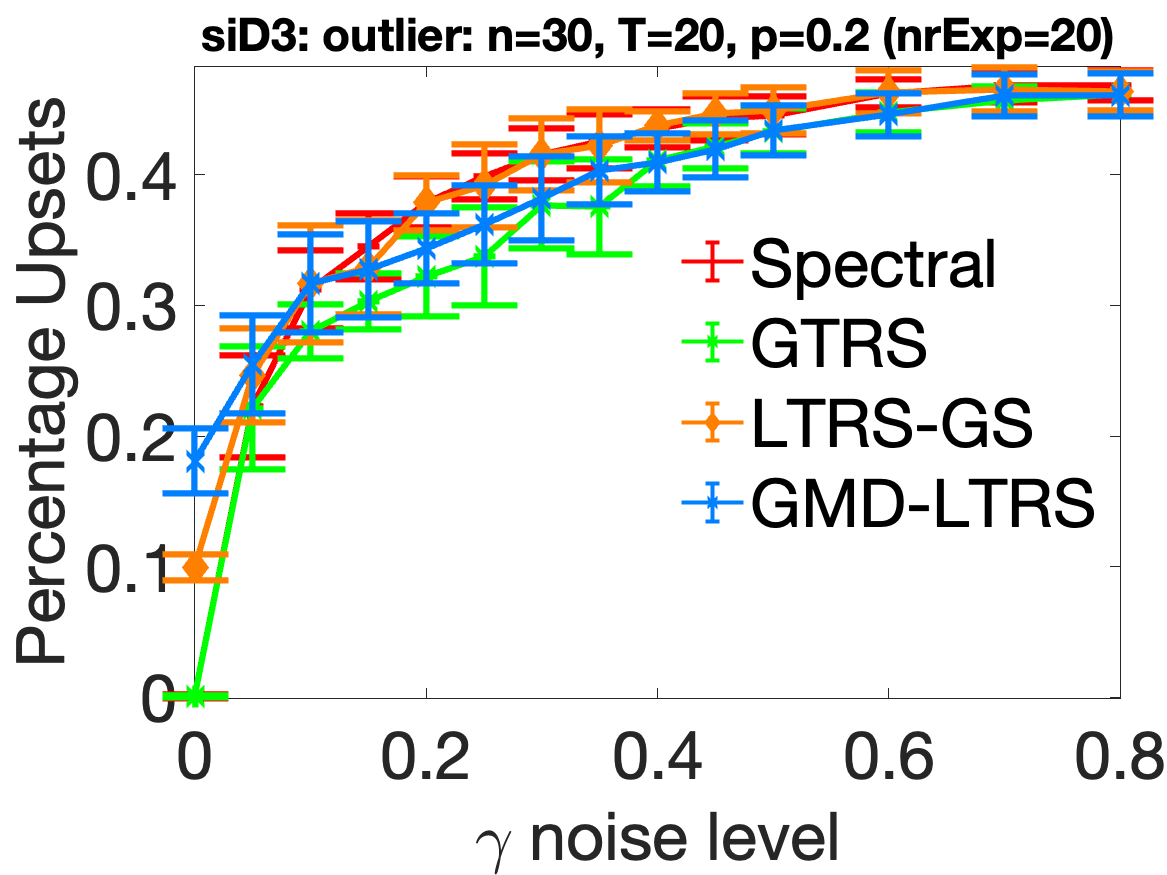 siD3: outlier: n=30, T=20, p=0.2 (nrExp=20)
Percentage Upsets
0.4
0.3
0.2
0.1
0
Spectral
GTRS
LTRS-GS
GMD-LTRS
0 0.2 0.4 0.6 0.8
γ noise level